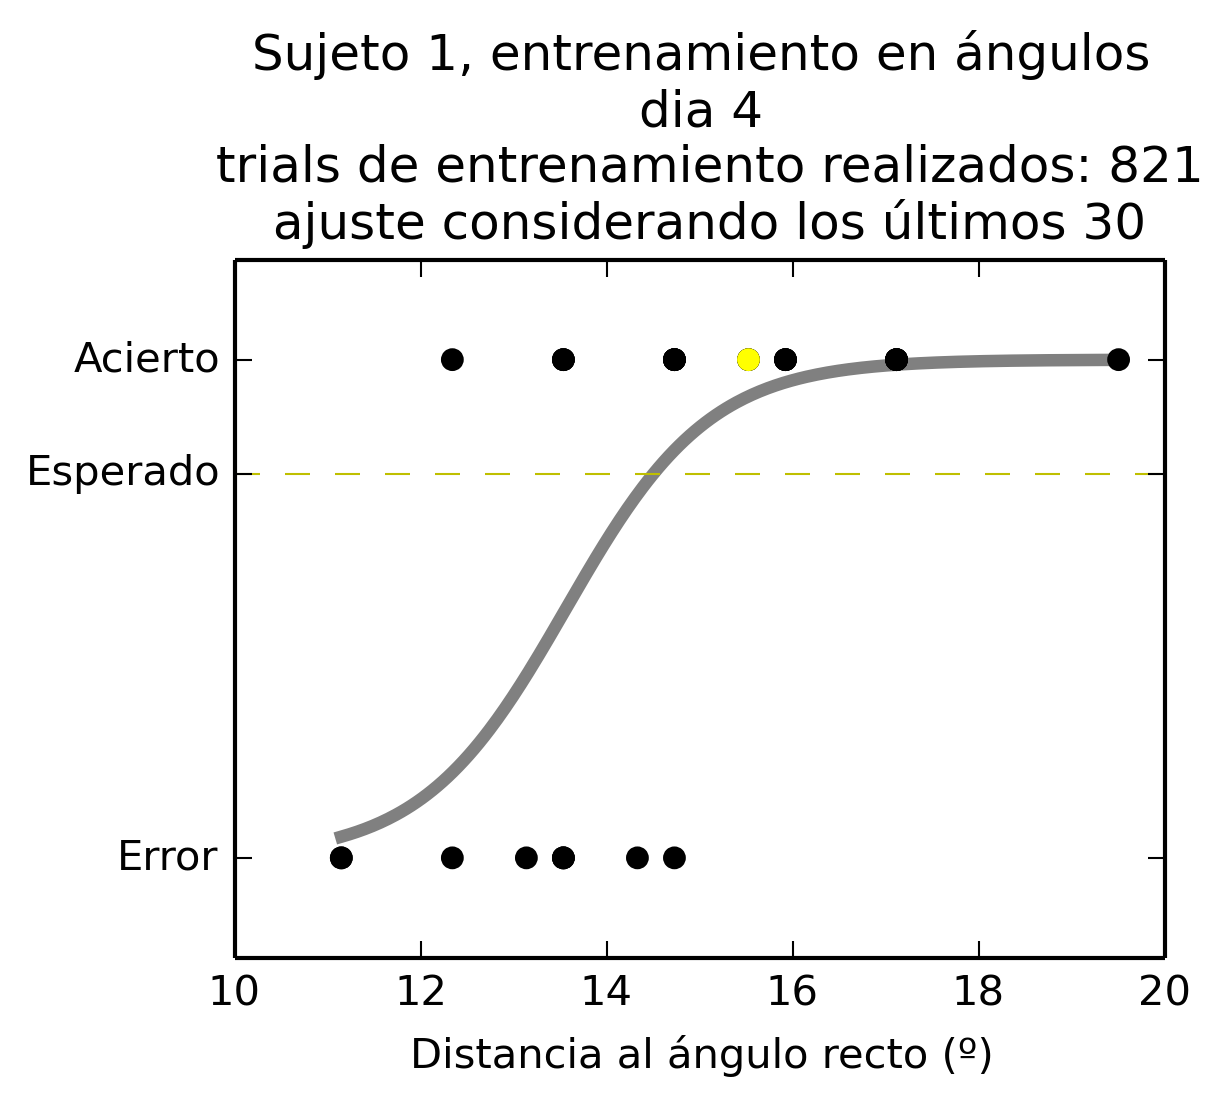 Sujeto 1, entrenamiento en ángulos
dia 4
trials de entrenamiento realizados: 821
ajuste considerando los últimos 30
Acierto
Esperado
Error
10 12 14 16 18 20
Distancia al ángulo recto (º)